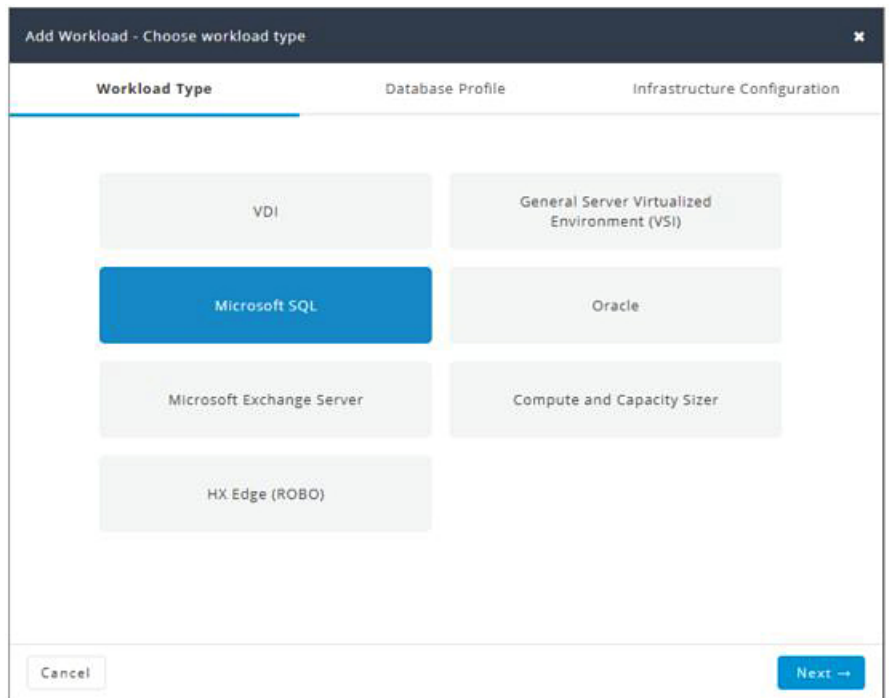 Add Workload - Choose workload type
Workload Type
Database Profile
Infrastructure Configuration
VDI
General Server Virtualized
Environment (VSI)
Microsoft SQL
Oracle
Microsoft Exchange Server
Compute and Capacity Sizer
HX Edge (ROBO)
Cancel
Next →